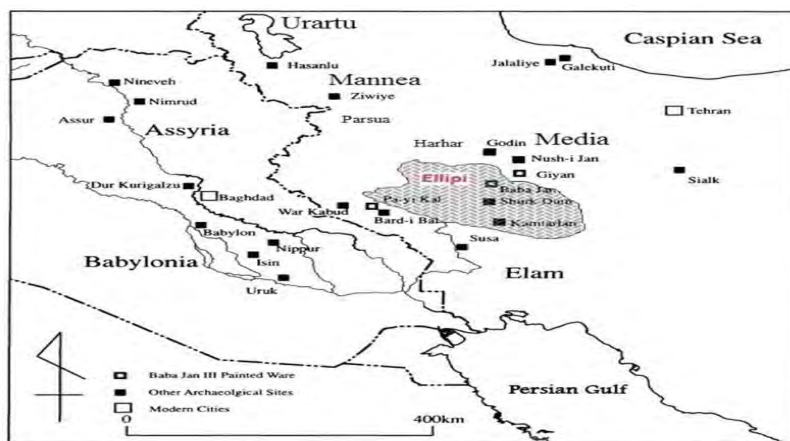 Urartu
Caspian Sea
Hasanlu
Jalaliye
Galekuti
Nineveh
Mannea
Nimrud
Ziwiye
Tehran
Assur
Parsua
Assyria
Harhar
Godin
Media
Nush-i Jan
Ellipi
Giyan
Sialk
Dur Kurigalzu
Baghdad
Baba Jan
War Kabud
Pa-yi Kal
Shurk Dum
Bard-i Bal
Babylon
Kamtarlan
Nippur
Susa
Babylonia
Isin
Elam
Uruk
Baba Jan III Painted Ware
Other Archaeolgical Sites
Persian Gulf
Modern Cities
0
400km